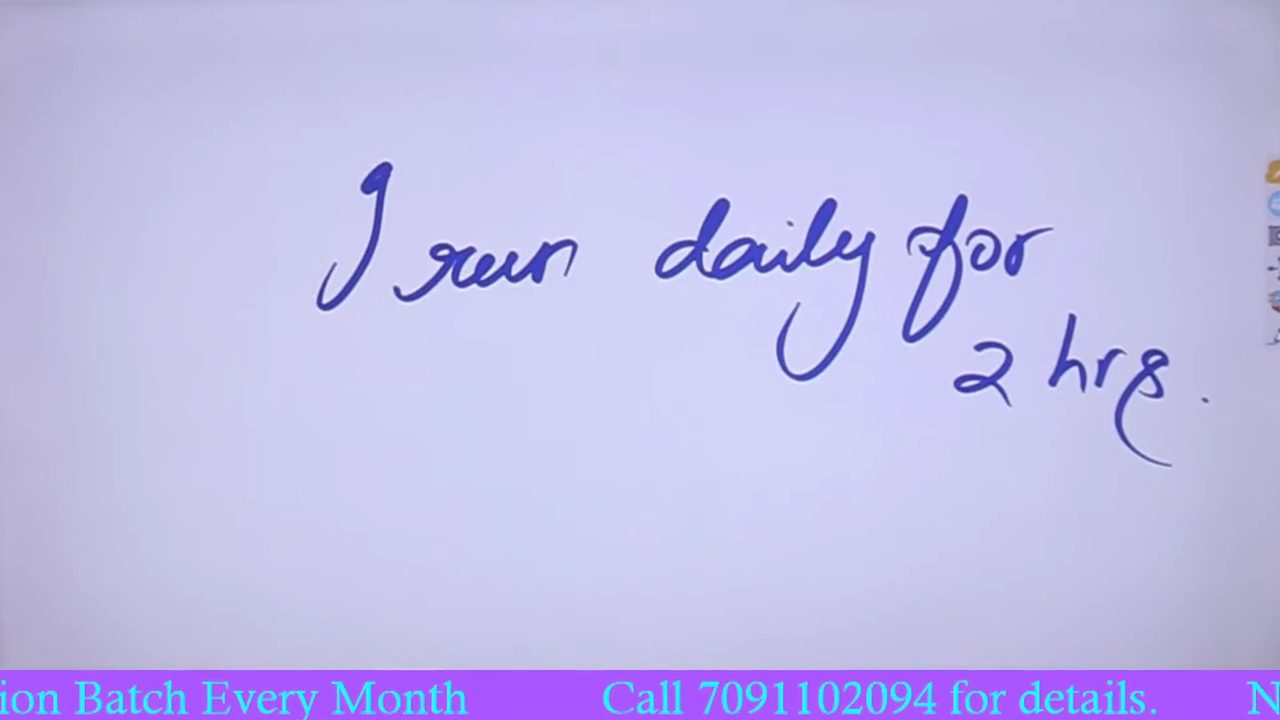 I run daily for
2 hrs.
ion Batch Every Month Call 7091102094 for details. N